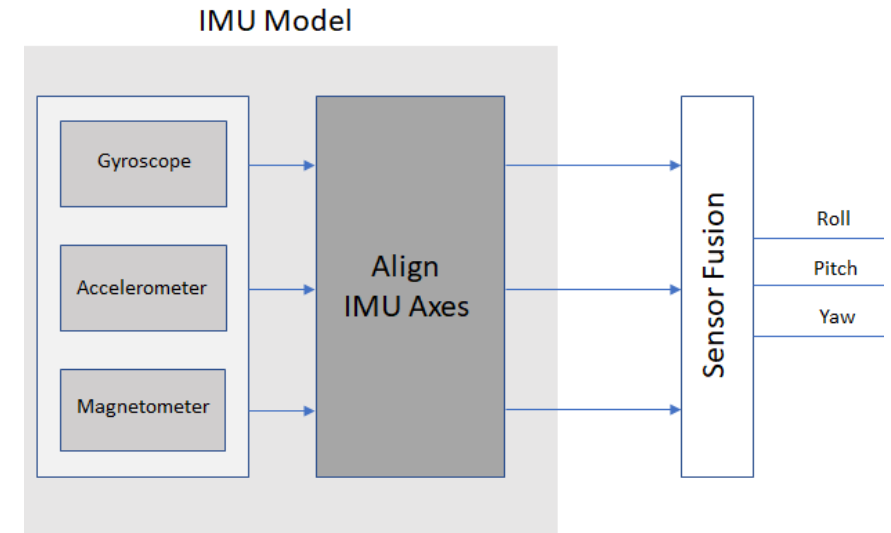 IMU Model
Gyroscope
Accelerometer
Magnetometer
Align
IMU Axes
Sensor Fusion
Roll
Pitch
Yaw